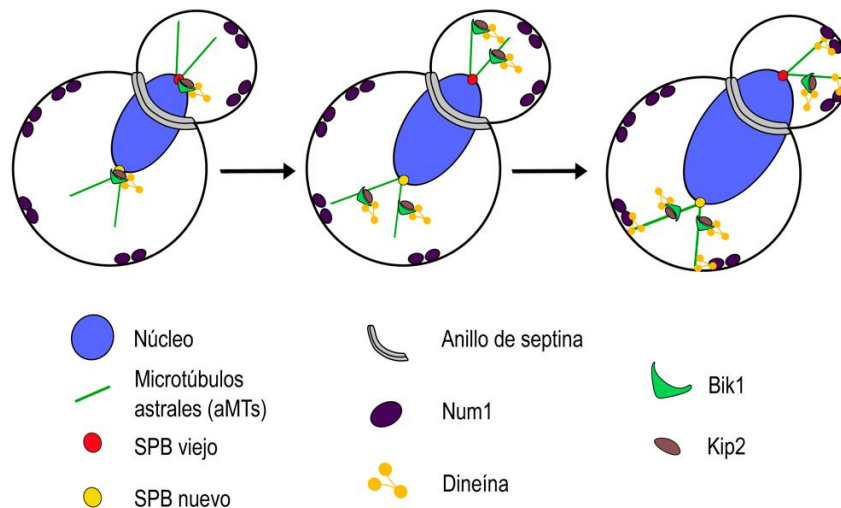 Núcleo
Microtúbulos
astrales (aMTs)
SPB viejo
SPB nuevo
Anillo de septina
Num1
Dineína
Bik1
Kip2